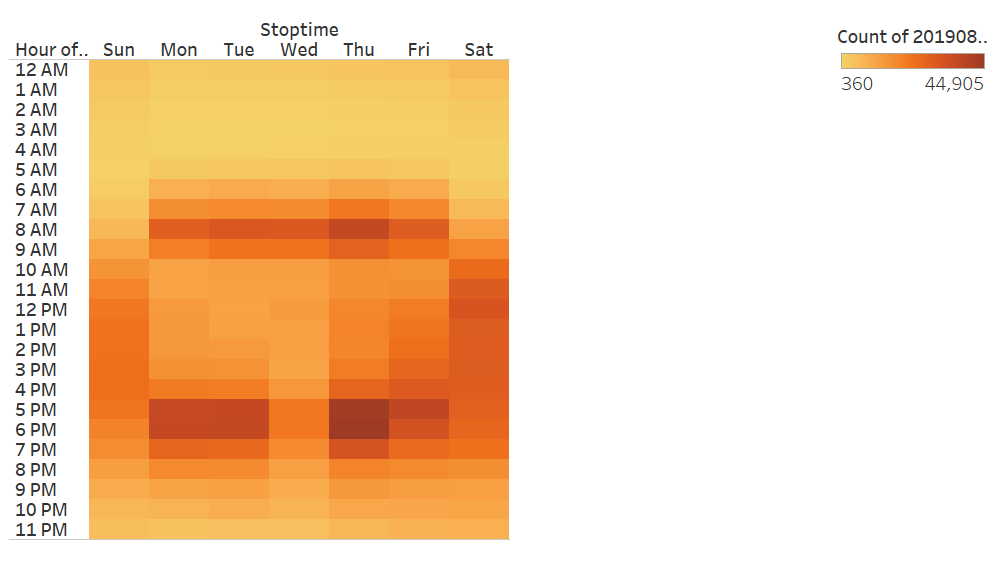 Stoptime
Hour of.. Sun Mon Tue Wed Thu Fri Sat
12 AM
1 AM
2 AM
3 AM
4 AM
5 AM
6 AM
7 AM
8 AM
9 AM
10 AM
11 AM
12 PM
1 PM
2 PM
3 PM
4 PM
5 PM
6 PM
7 PM
8 PM
9 PM
10 PM
11 PM
Count of 201908..
360 44,905